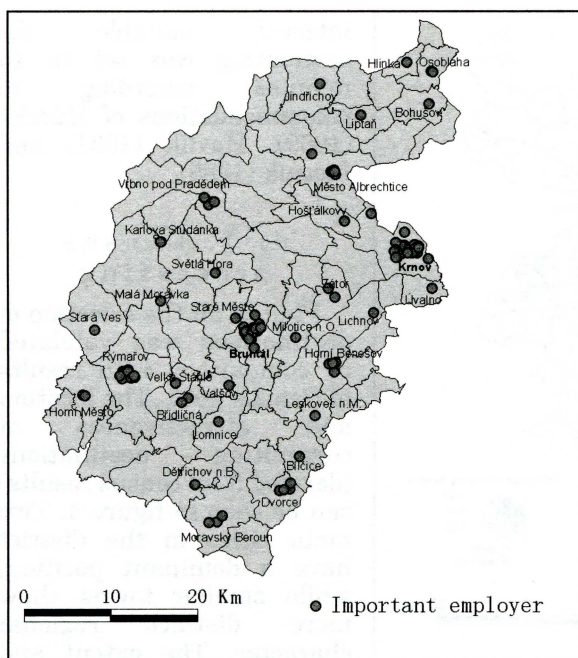 Hlinka
Osoblaha
Jindřichov
Liptaň
Bohušov
Vrbno pod Pradědem
Město Albrechtice
Hošťálkovy
Karlova Studánka
Krnov
Světlá Hora
Zátor
Úvalno
Malá Morávka
Staré Město
Lichnov
Stará Ves
Milotice n O.
Bruntál
Rýmařov
Horní Benešov
Velká Štáhle
Valšov
Horní Město
Břidličná
Leskovec n.M.
Lomnice
Bílčice
Dětřichov n.B.
Dvorce
Moravský Beroun
0 10 20 Km
Important employer